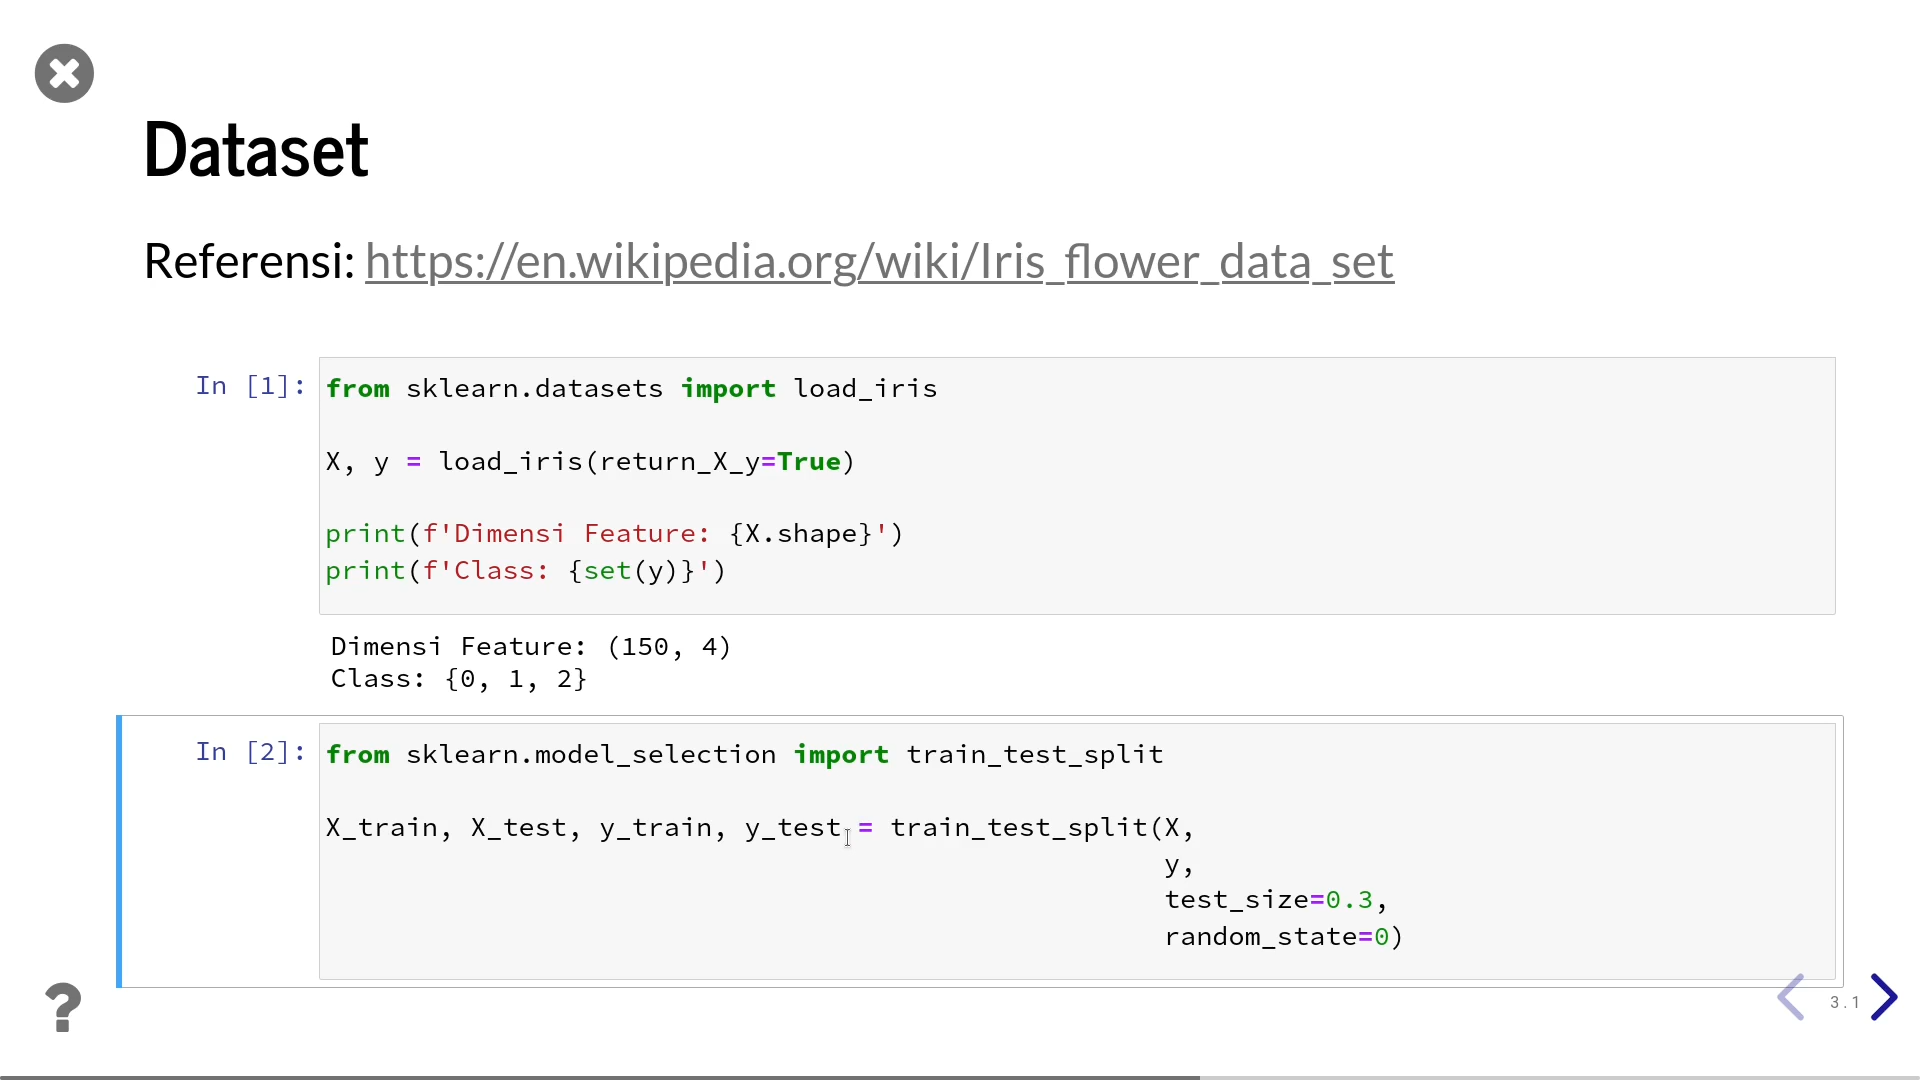 Dataset
Referensi: https://en.wikipedia.org/wiki/Iris_flower_data_set
In [1]:
from sklearn.datasets import load_iris
X, y = load_iris(return_X_y=True)
print(f'Dimensi Feature: {X.shape}')
print(f'Class: {set(y)}')
Dimensi Feature: (150, 4)
Class: {0, 1, 2}
In [2]:
from sklearn.model_selection import train_test_split
X_train, X_test, y_train, y_test = train_test_split(X,
y,
test_size=0.3,
random_state=0)
?
3.1